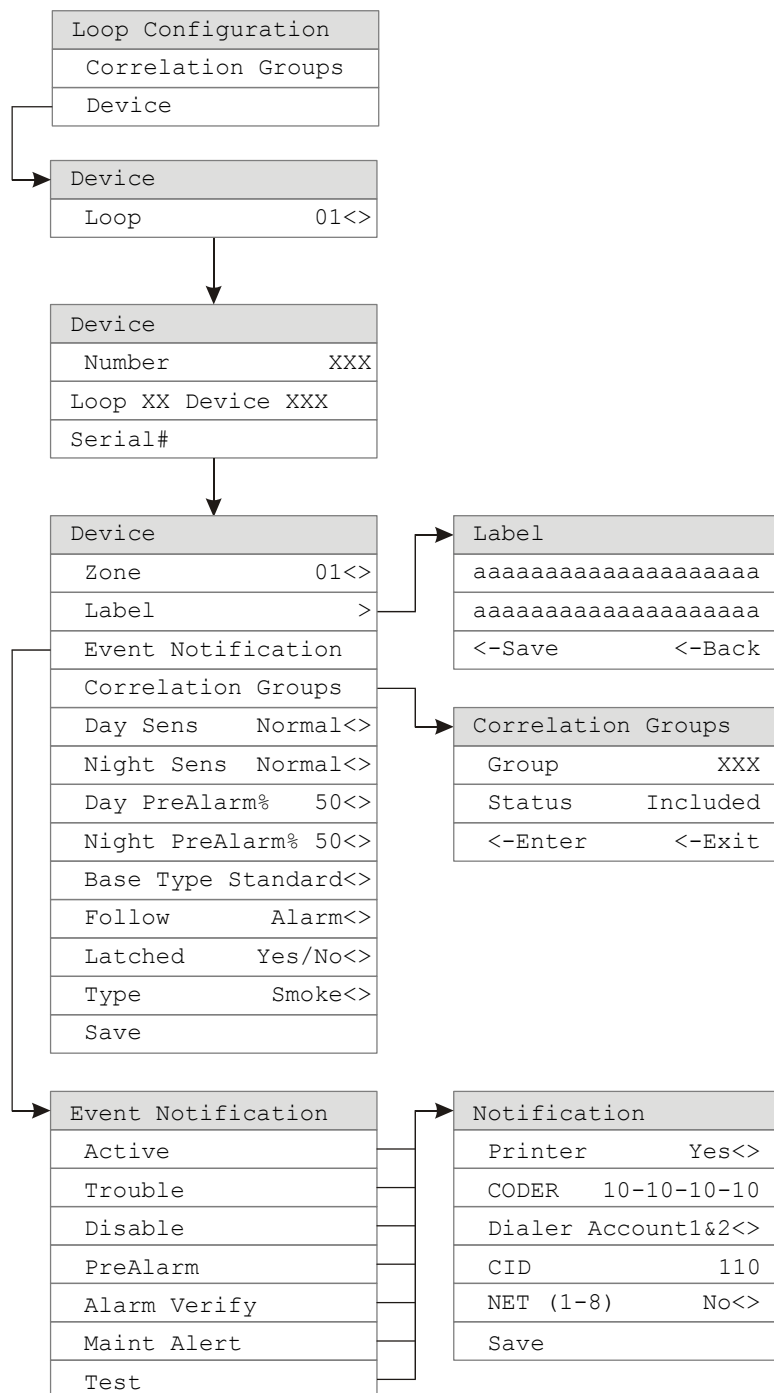 Loop Configuration
Correlation Groups
Device
Device
Loop 01<>
Device
Number XXX
Loop XX Device XXX
Serial#
Device
Zone 01<>
Label >
Event Notification
Correlation Groups
Day Sens Normal<>
Night Sens Normal<>
Day PreAlarm% 50<>
Night PreAlarm% 50<>
Base Type Standard<>
Follow Alarm<>
Latched Yes/No<>
Type Smoke<>
Save
Label
aaaaaaaaaaaaaaaaaaaa
aaaaaaaaaaaaaaaaaaaa
<-Save <-Back
Correlation Groups
Group XXX
Status Included
<-Enter <-Exit
Event Notification
Active
Trouble
Disable
PreAlarm
Alarm Verify
Maint Alert
Test
Notification
Printer Yes<>
CODER 10-10-10-10
Dialer Account1&2<>
CID 110
NET (1-8) No<>
Save